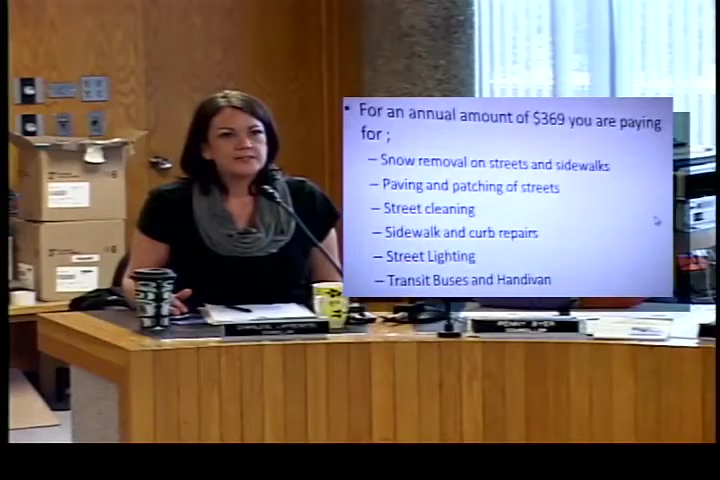 • For an annual amount of $369 you are paying
for ;
– Snow removal on streets and sidewalks
– Paving and patching of streets
– Street cleaning
– Sidewalk and curb repairs
– Street Lighting
– Transit Buses and Handivan
PENNY